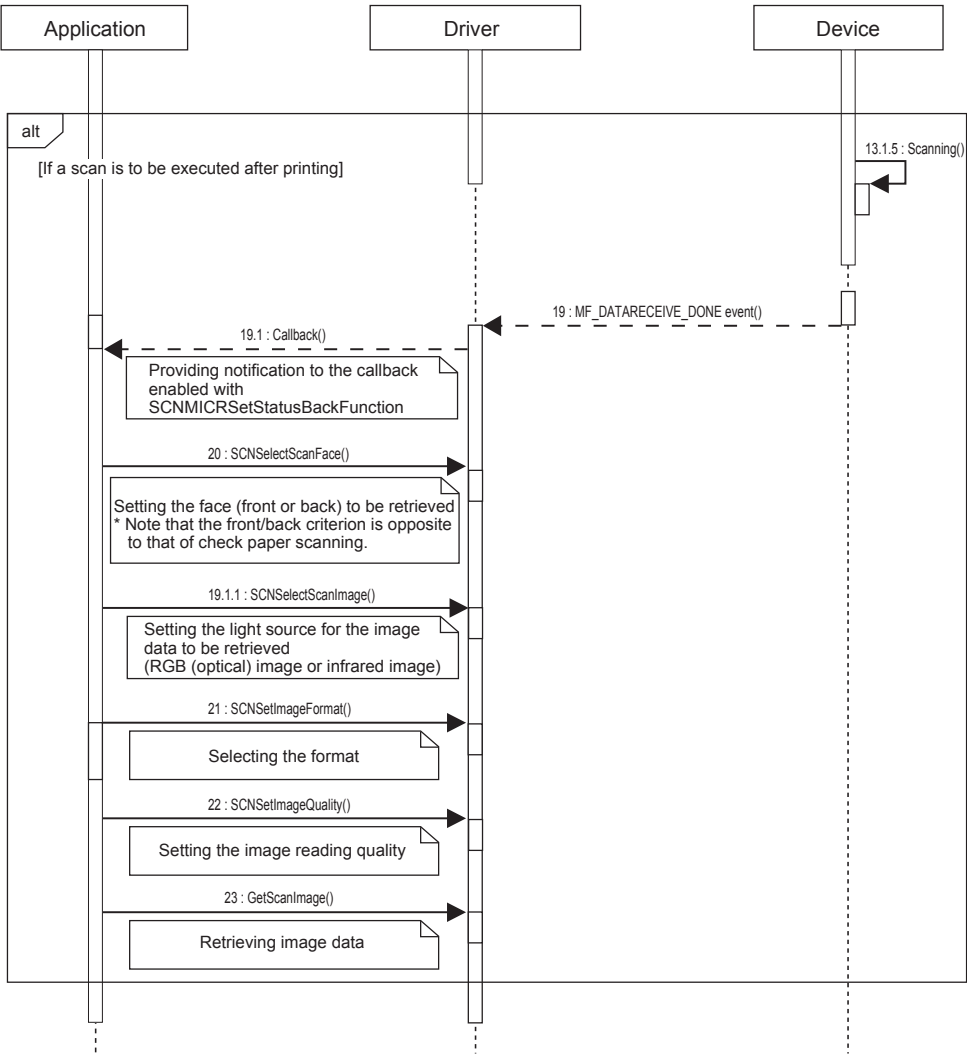 Application
Driver
Device
alt
[If a scan is to be executed after printing]
13.1.5 : Scanning()
19 : MF_DATARECEIVE_DONE event()
19.1 : Callback()
Providing notification to the callback
enabled with
SCNMICRSetStatusBackFunction
20 : SCNSelectScanFace()
Setting the face (front or back) to be retrieved
* Note that the front/back criterion is opposite
to that of check paper scanning.
19.1.1 : SCNSelectScanImage()
Setting the light source for the image
data to be retrieved
(RGB (optical) image or infrared image)
21 : SCNSetImageFormat()
Selecting the format
22 : SCNSetImageQuality()
Setting the image reading quality
23 : GetScanImage()
Retrieving image data